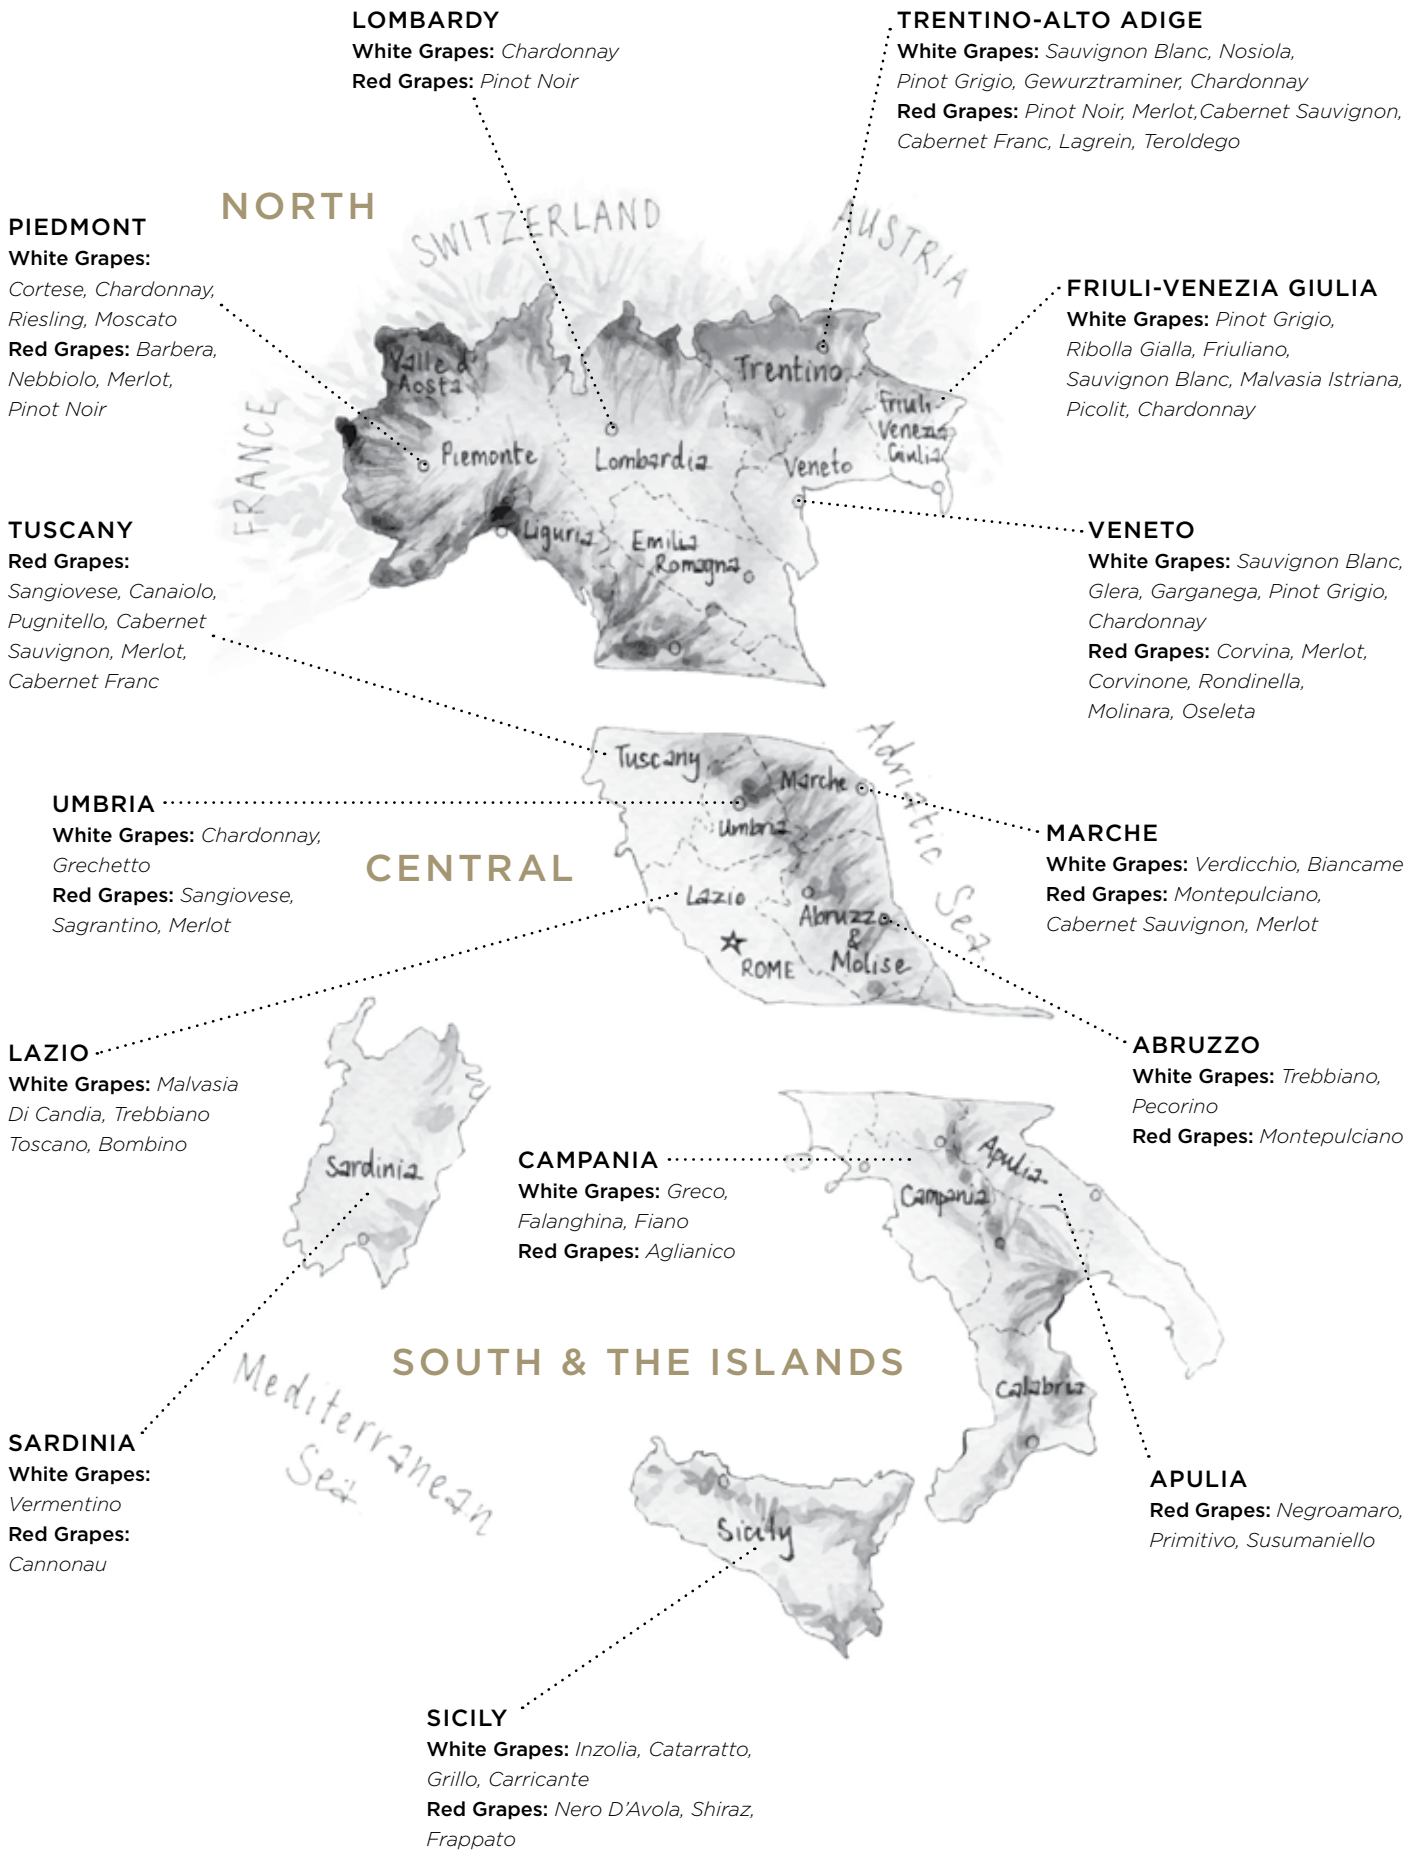 LOMBARDY
White Grapes: Chardonnay
Red Grapes: Pinot Noir
TRENTINO-ALTO ADIGE
White Grapes: Sauvignon Blanc, Nosiola,
Pinot Grigio, Gewurztraminer, Chardonnay
Red Grapes: Pinot Noir, Merlot,Cabernet Sauvignon,
Cabernet Franc, Lagrein, Teroldego
NORTH
SWITZERLAND
AUSTRIA
FRANCE
PIEDMONT
White Grapes:
Cortese, Chardonnay,
Riesling, Moscato
Red Grapes: Barbera,
Nebbiolo, Merlot,
Pinot Noir
FRIULI-VENEZIA GIULIA
White Grapes: Pinot Grigio,
Ribolla Gialla, Friuliano,
Sauvignon Blanc, Malvasia Istriana,
Picolit, Chardonnay
Valle d'
Aosta
Trentino
Friuli-
Venezia
Giulia
Piemonte
Lombardia
Veneto
Liguria
Emilia
Romagna
TUSCANY
Red Grapes:
Sangiovese, Canaiolo,
Pugnitello, Cabernet
Sauvignon, Merlot,
Cabernet Franc
VENETO
White Grapes: Sauvignon Blanc,
Glera, Garganega, Pinot Grigio,
Chardonnay
Red Grapes: Corvina, Merlot,
Corvinone, Rondinella,
Molinara, Oseleta
Tuscany
Marche
Umbria
Adriatic Sea
UMBRIA
White Grapes: Chardonnay,
Grechetto
Red Grapes: Sangiovese,
Sagrantino, Merlot
CENTRAL
MARCHE
White Grapes: Verdicchio, Biancame
Red Grapes: Montepulciano,
Cabernet Sauvignon, Merlot
Lazio
ROME
Abruzzo
&
Molise
LAZIO
White Grapes: Malvasia
Di Candia, Trebbiano
Toscano, Bombino
ABRUZZO
White Grapes: Trebbiano,
Pecorino
Red Grapes: Montepulciano
Sardinia
CAMPANIA
White Grapes: Greco,
Falanghina, Fiano
Red Grapes: Aglianico
Apulia
Campania
SOUTH & THE ISLANDS
Mediterranean
Sea
Calabria
SARDINIA
White Grapes:
Vermentino
Red Grapes:
Cannonau
Sicily
APULIA
Red Grapes: Negroamaro,
Primitivo, Susumaniello
SICILY
White Grapes: Inzolia, Catarratto,
Grillo, Carricante
Red Grapes: Nero D'Avola, Shiraz,
Frappato